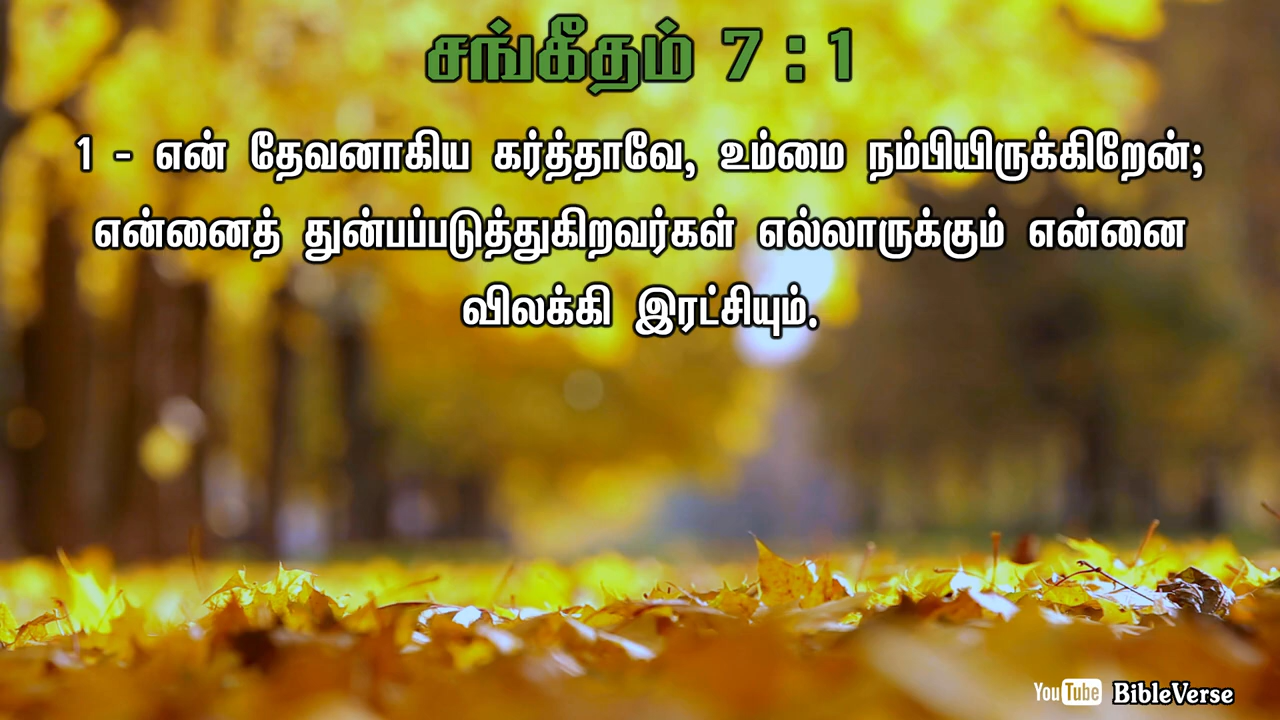 சங்கீதம் 7 : 1
1 - என் தேவனாகிய கர்த்தாவே, உம்மை நம்பியிருக்கிறேன்;
என்னைத் துன்பப்படுத்துகிறவர்கள் எல்லாருக்கும் என்னை
விலக்கி இரட்சியும்.
YouTube BibleVerse